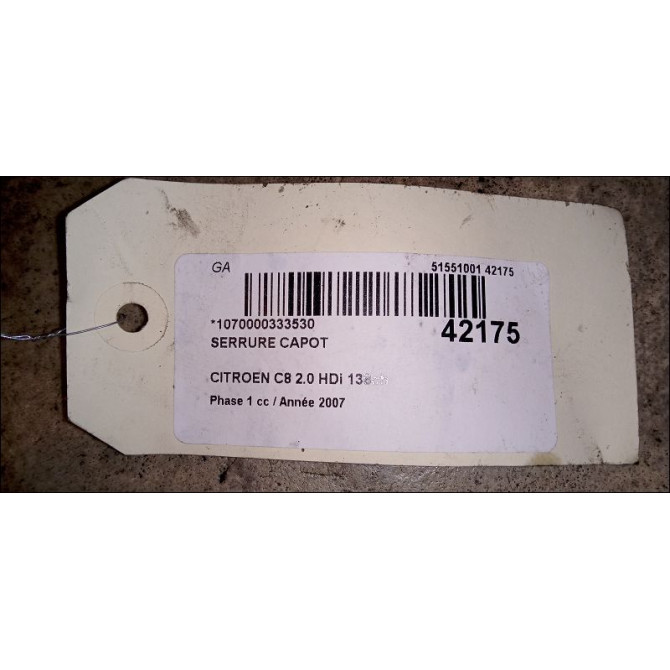 GA 51551001 42175
*1070000333530 42175
SERRURE CAPOT
CITROEN C8 2.0 HDi
Phase 1 cc / Année 2007